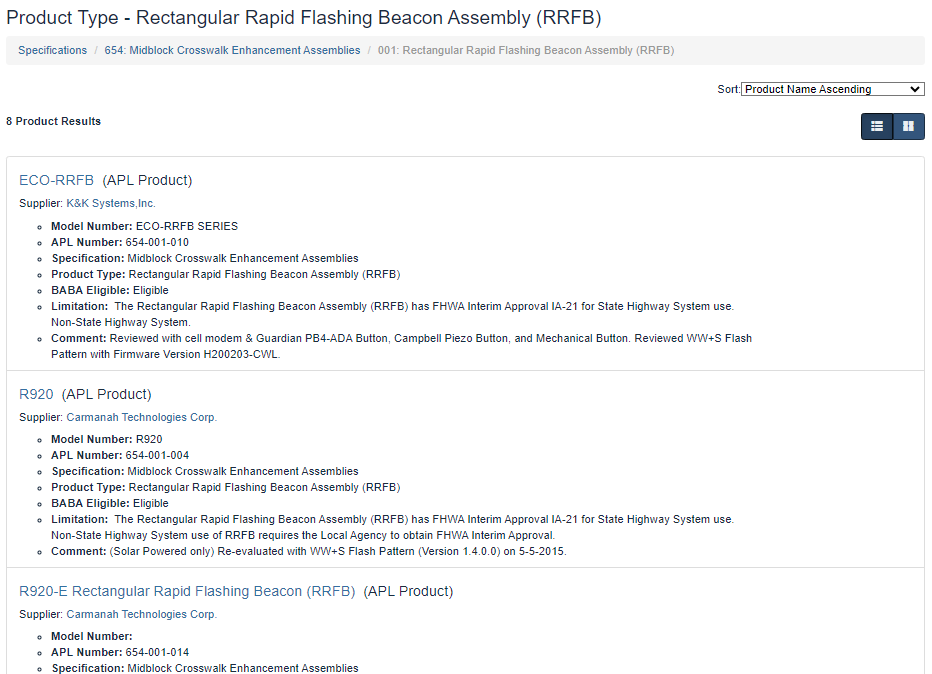 Product Type - Rectangular Rapid Flashing Beacon Assembly (RRFB)
Specifications / 654: Midblock Crosswalk Enhancement Assemblies / 001: Rectangular Rapid Flashing Beacon Assembly (RRFB)
Sort: Product Name Ascending
8 Product Results
ECO-RRFB (APL Product)
Supplier: K&K Systems,Inc.
Model Number: ECO-RRFB SERIES
APL Number: 654-001-010
Specification: Midblock Crosswalk Enhancement Assemblies
Product Type: Rectangular Rapid Flashing Beacon Assembly (RRFB)
BABA Eligible: Eligible
Limitation: The Rectangular Rapid Flashing Beacon Assembly (RRFB) has FHWA Interim Approval IA-21 for State Highway System use.
Non-State Highway System.
Comment: Reviewed with cell modem & Guardian PB4-ADA Button, Campbell Piezo Button, and Mechanical Button. Reviewed WW+S Flash
Pattern with Firmware Version H200203-CWL.
R920 (APL Product)
Supplier: Carmanah Technologies Corp.
Model Number: R920
APL Number: 654-001-004
Specification: Midblock Crosswalk Enhancement Assemblies
Product Type: Rectangular Rapid Flashing Beacon Assembly (RRFB)
BABA Eligible: Eligible
Limitation: The Rectangular Rapid Flashing Beacon Assembly (RRFB) has FHWA Interim Approval IA-21 for State Highway System use.
Non-State Highway System use of RRFB requires the Local Agency to obtain FHWA Interim Approval.
Comment: (Solar Powered only) Re-evaluated with WW+S Flash Pattern (Version 1.4.0.0) on 5-5-2015.
R920-E Rectangular Rapid Flashing Beacon (RRFB) (APL Product)
Supplier: Carmanah Technologies Corp.
Model Number:
APL Number: 654-001-014
Specification: Midblock Crosswalk Enhancement Assemblies